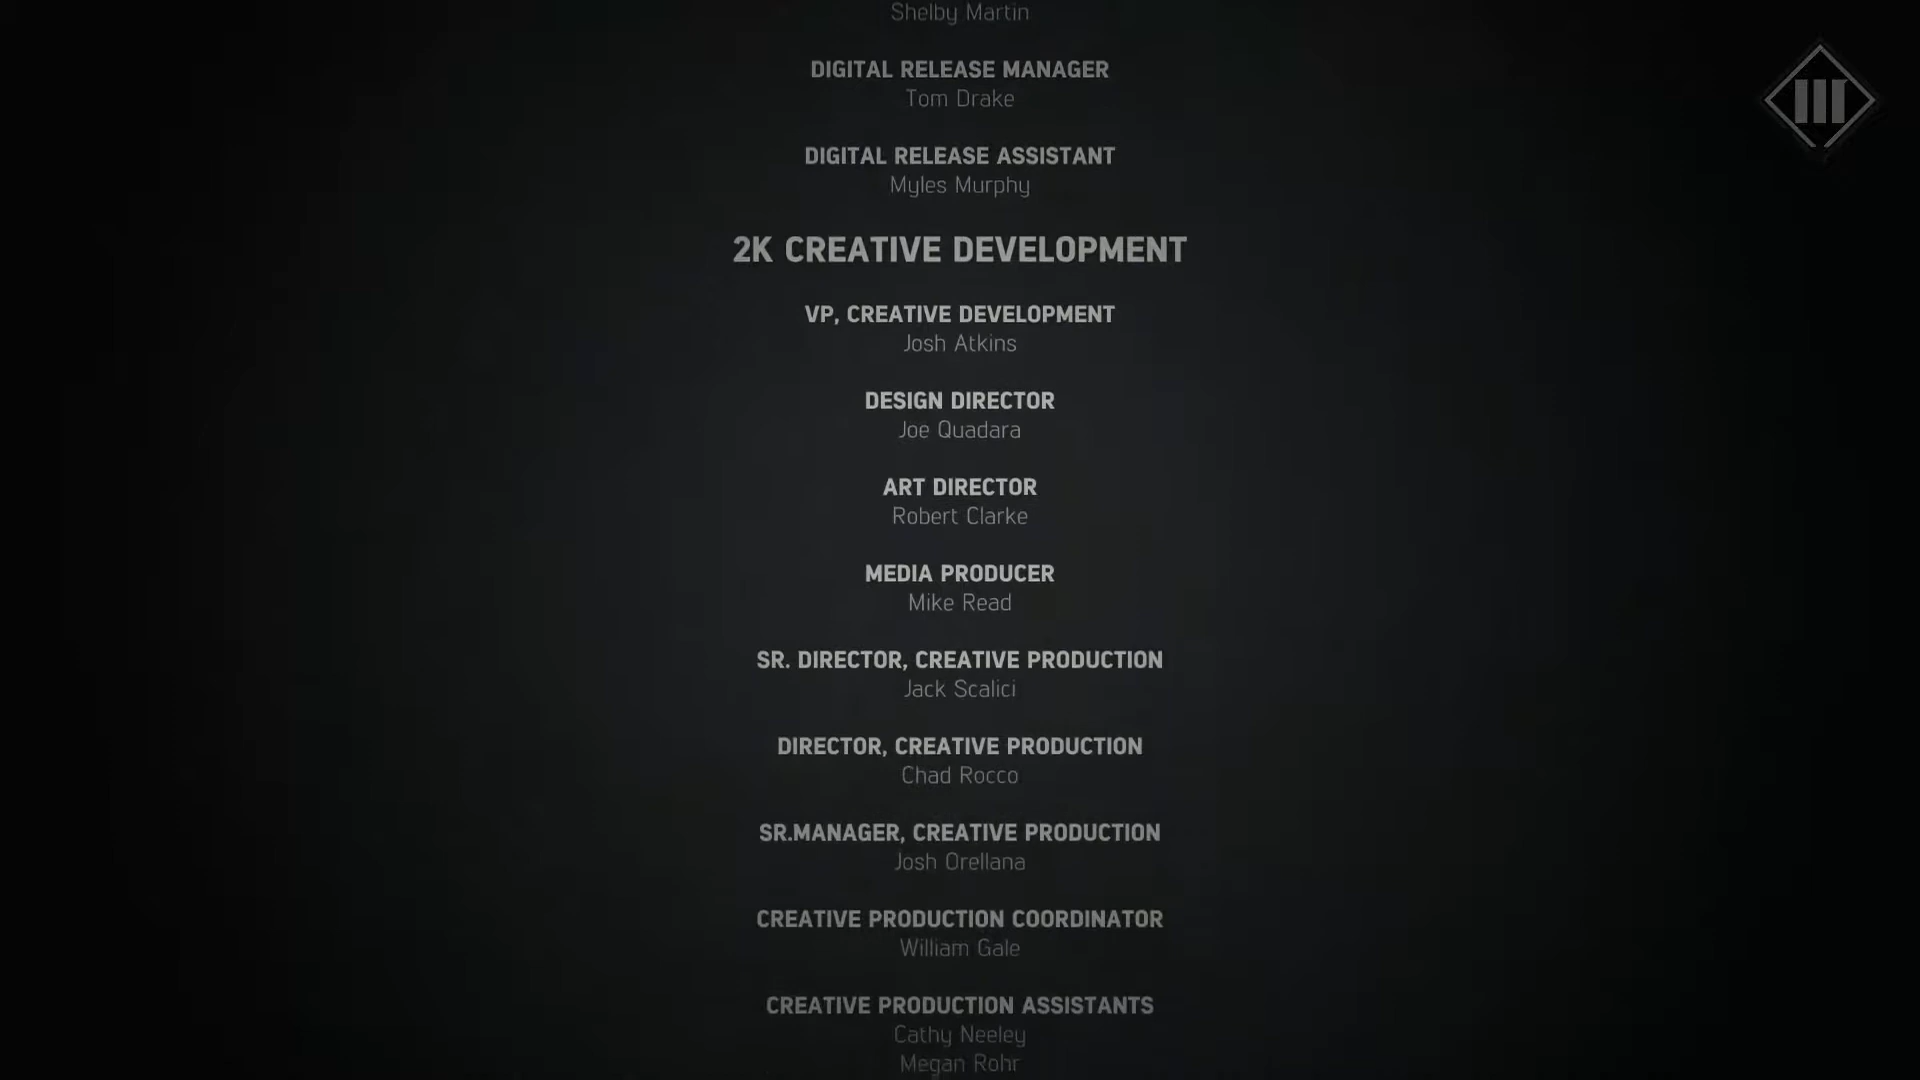 Shelby Martin
DIGITAL RELEASE MANAGER
Tom Drake
DIGITAL RELEASE ASSISTANT
Myles Murphy
2K CREATIVE DEVELOPMENT
VP, CREATIVE DEVELOPMENT
Josh Atkins
DESIGN DIRECTOR
Joe Quadara
ART DIRECTOR
Robert Clarke
MEDIA PRODUCER
Mike Read
SR. DIRECTOR, CREATIVE PRODUCTION
Jack Scalici
DIRECTOR, CREATIVE PRODUCTION
Chad Rocco
SR.MANAGER, CREATIVE PRODUCTION
Josh Orellana
CREATIVE PRODUCTION COORDINATOR
William Gale
CREATIVE PRODUCTION ASSISTANTS
Cathy Neeley
Megan Rohr
III